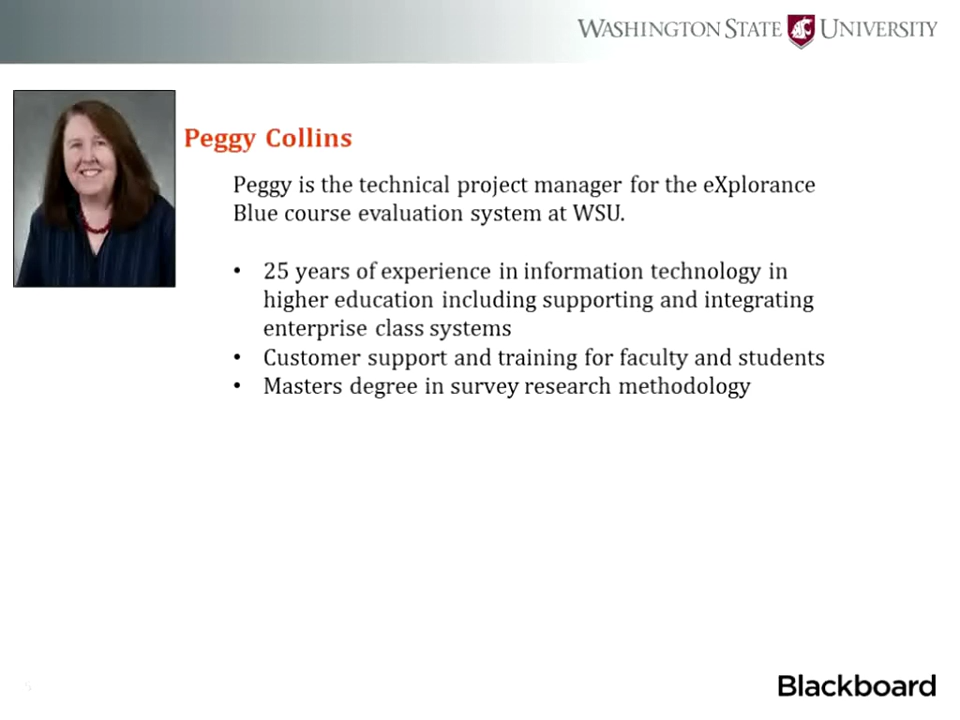 WASHINGTON STATE UNIVERSITY
Peggy Collins
Peggy is the technical project manager for the eXplorance
Blue course evaluation system at WSU.
• 25 years of experience in information technology in
higher education including supporting and integrating
enterprise class systems
• Customer support and training for faculty and students
• Masters degree in survey research methodology
Blackboard